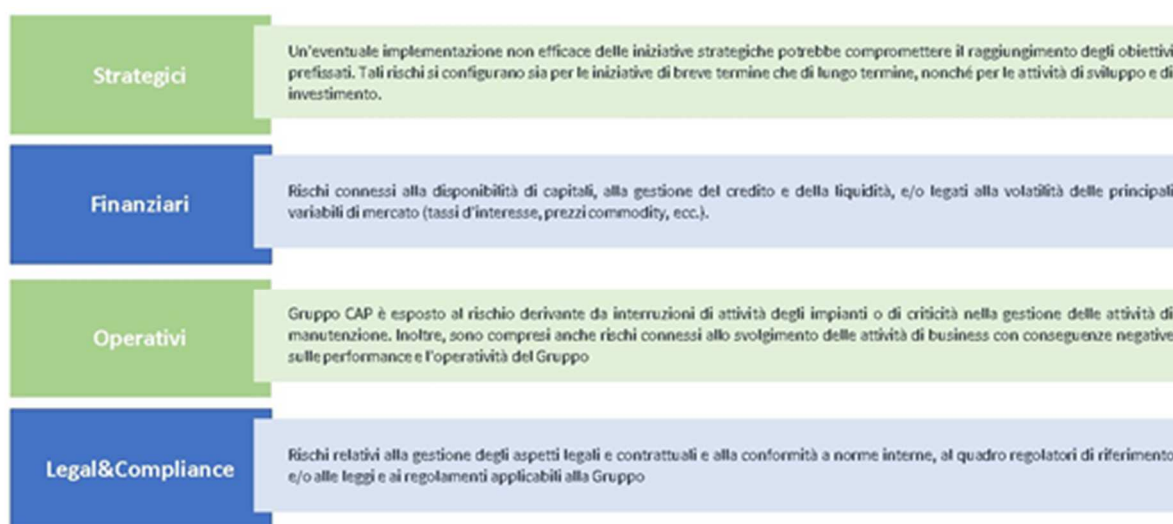 Strategici
Un'eventuale implementazione non efficace delle iniziative strategiche potrebbe compromettere il raggiungimento degli obiettivi
prefissati. Tali rischi si configurano sia per le iniziative di breve termine che di lungo termine, nonché per le attività di sviluppo e di
investimento.
Finanziari
Rischi connessi alla disponibilità di capitali, alla gestione del credito e della liquidità, e/o legati alla volatilità delle principali
variabili di mercato (tassi d'interesse, prezzi commodity, ecc.).
Operativi
Gruppo CAP è esposto al rischio derivante da interruzioni di attività degli impianti o di criticità nella gestione delle attività di
manutenzione. Inoltre, sono compresi anche rischi connessi allo svolgimento delle attività di business con conseguenze negative
sulle performance e l'operatività del Gruppo
Legal&Compliance
Rischi relativi alla gestione degli aspetti legali e contrattuali e alla conformità a norme interne, al quadro regolatori di riferimento
e/o alle leggi e ai regolamenti applicabili alla Gruppo